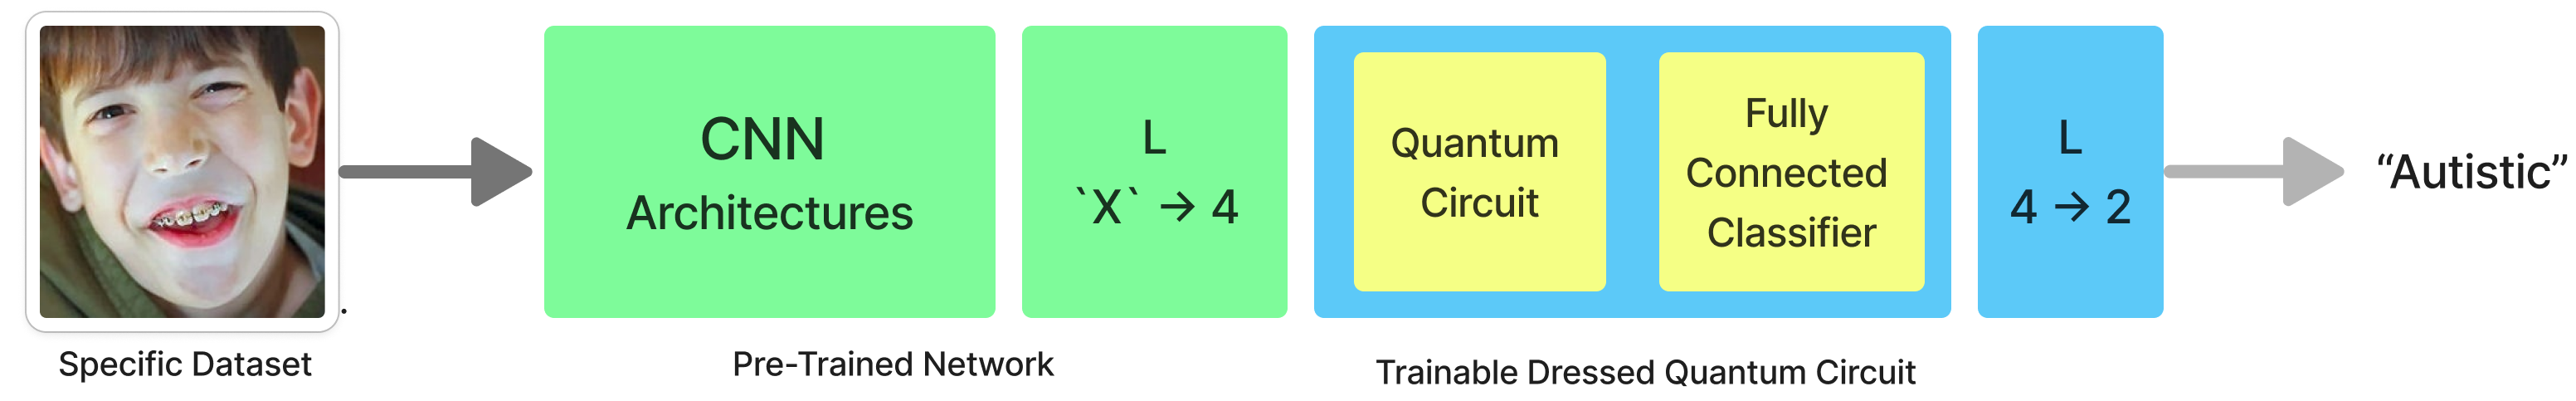 CNN
Architectures
L
`X` → 4
Quantum
Circuit
Fully
Connected
Classifier
L
4 → 2
“Autistic”
.
Specific Dataset
Pre-Trained Network
Trainable Dressed Quantum Circuit